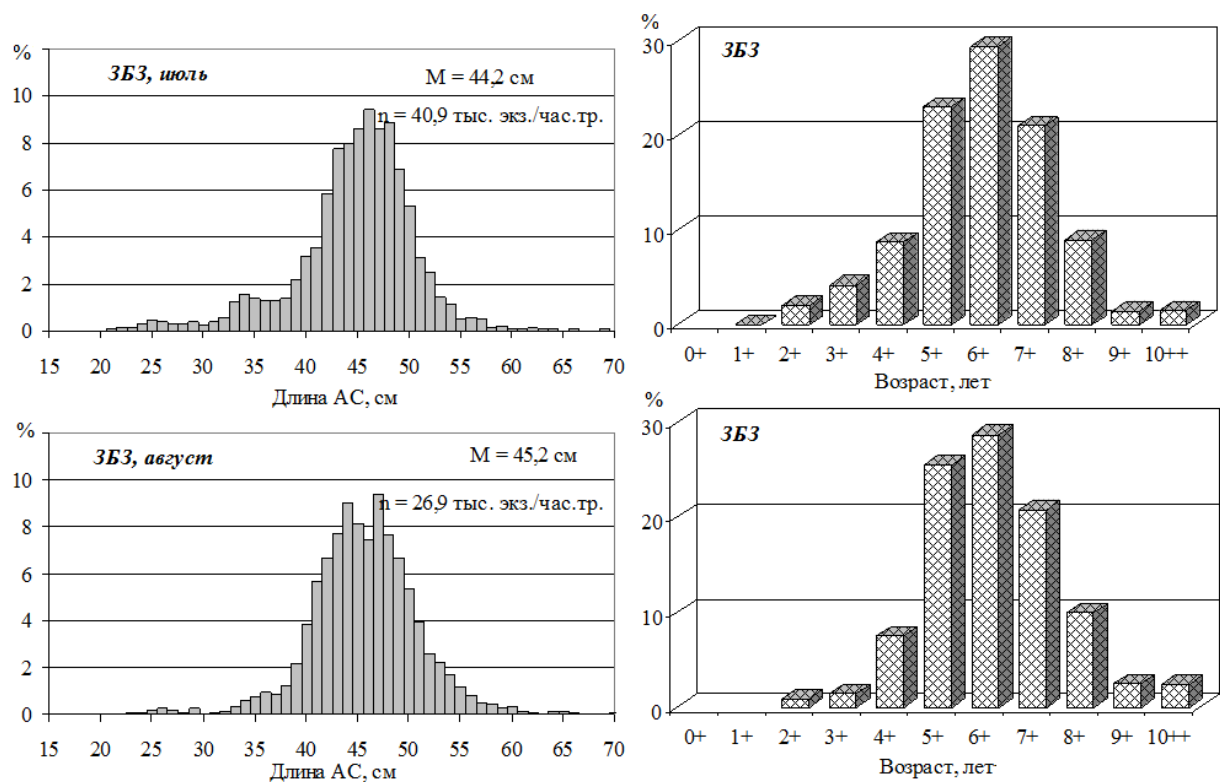 %
ЗБЗ, июль
M = 44,2 см
n = 40,9 тыс. экз./час.тр.
10
8
6
4
2
0
15 20 25 30 35 40 45 50 55 60 65 70
Длина AC, см
%
ЗБЗ
30
20
10
0
0+ 1+ 2+ 3+ 4+ 5+ 6+ 7+ 8+ 9+ 10++
Возраст, лет
%
ЗБЗ, август
M = 45,2 см
n = 26,9 тыс. экз./час.тр.
10
8
6
4
2
0
15 20 25 30 35 40 45 50 55 60 65 70
Длина AC, см
%
ЗБЗ
30
20
10
0
0+ 1+ 2+ 3+ 4+ 5+ 6+ 7+ 8+ 9+ 10++
Возраст, лет